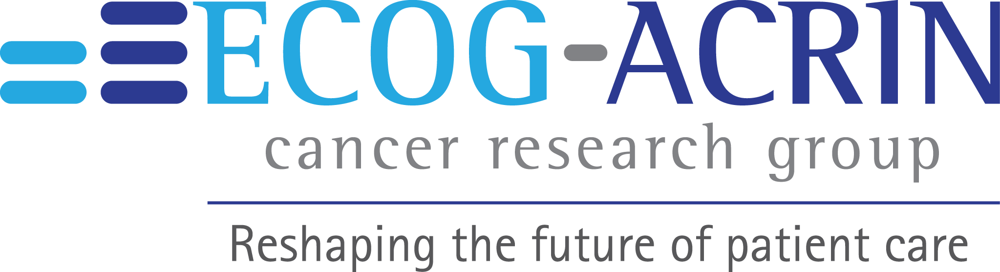 ECOG-ACRIN
cancer research group
Reshaping the future of patient care